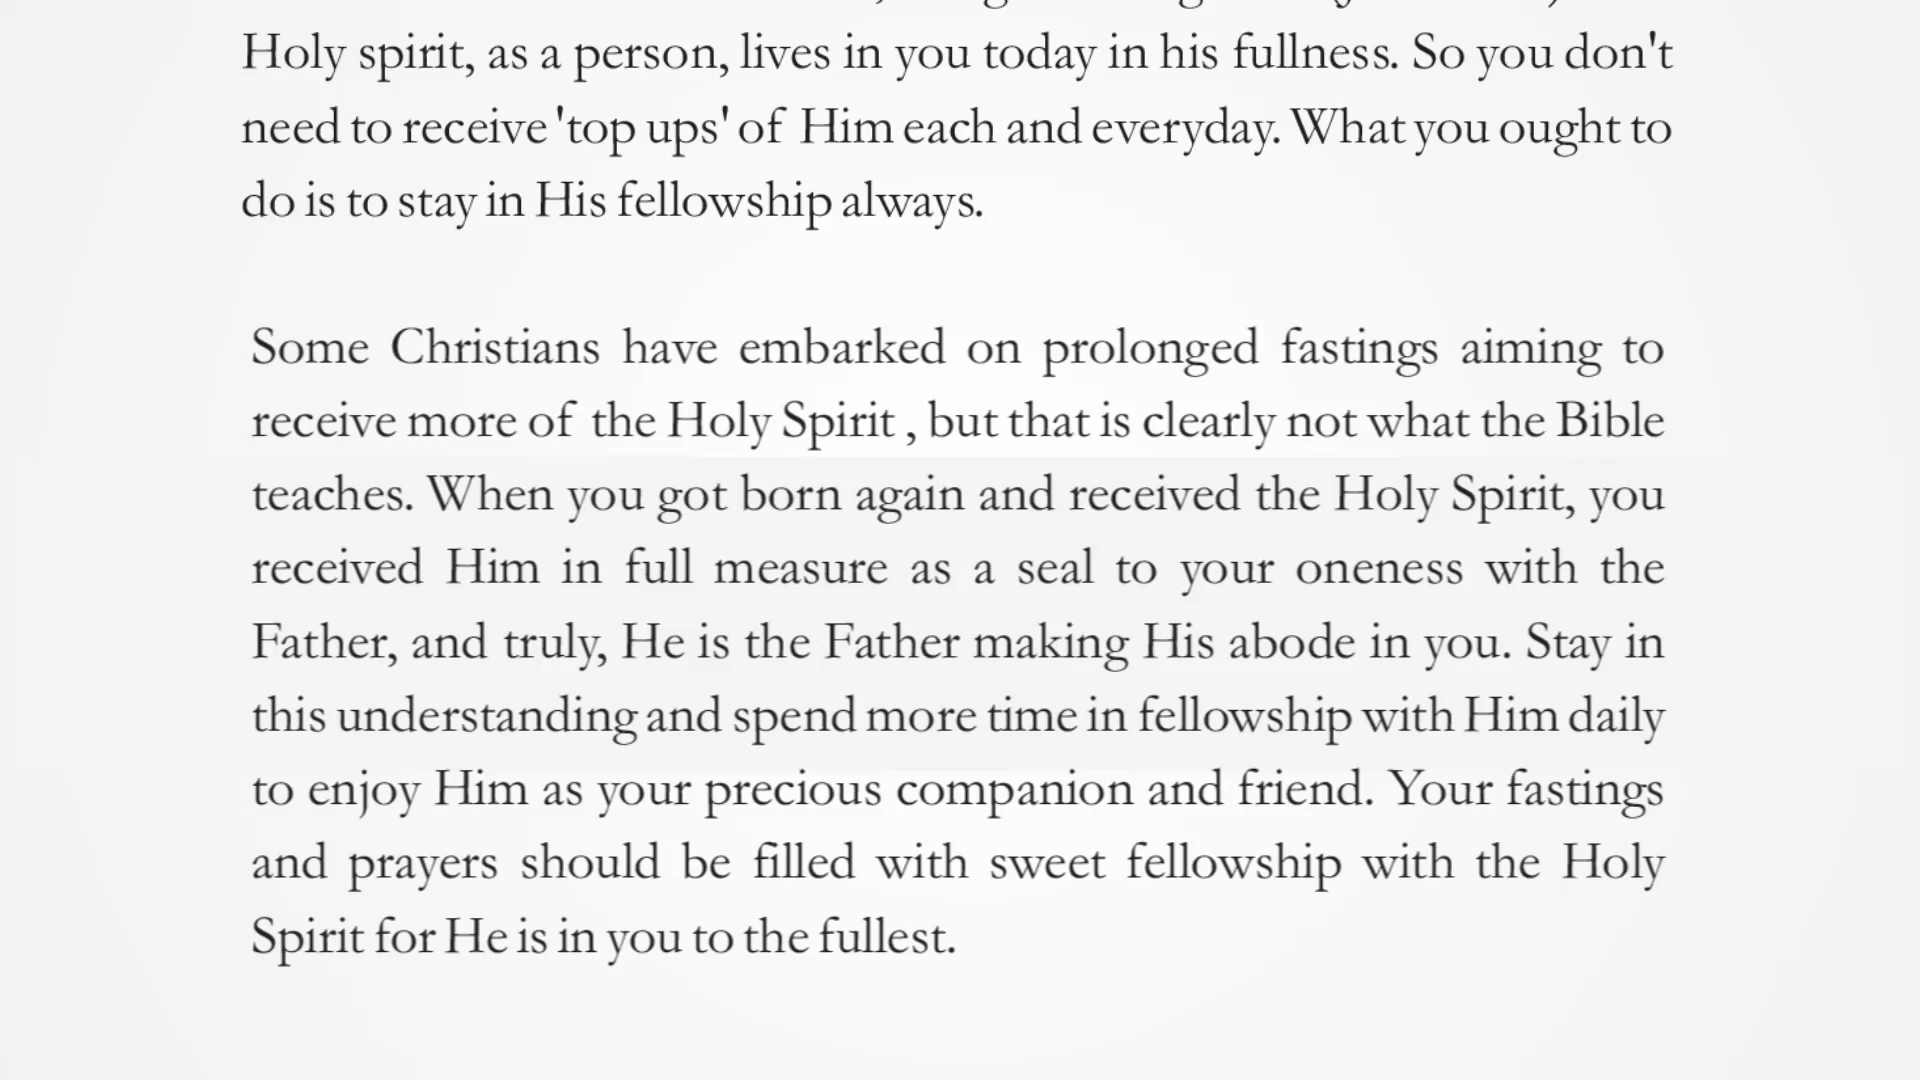 Holy spirit, as a person, lives in you today in his fullness. So you don't
need to receive 'top ups' of Him each and everyday. What you ought to
do is to stay in His fellowship always.
Some Christians have embarked on prolonged fastings aiming to
receive more of the Holy Spirit , but that is clearly not what the Bible
teaches. When you got born again and received the Holy Spirit, you
received Him in full measure as a seal to your oneness with the
Father, and truly, He is the Father making His abode in you. Stay in
this understanding and spend more time in fellowship with Him daily
to enjoy Him as your precious companion and friend. Your fastings
and prayers should be filled with sweet fellowship with the Holy
Spirit for He is in you to the fullest.